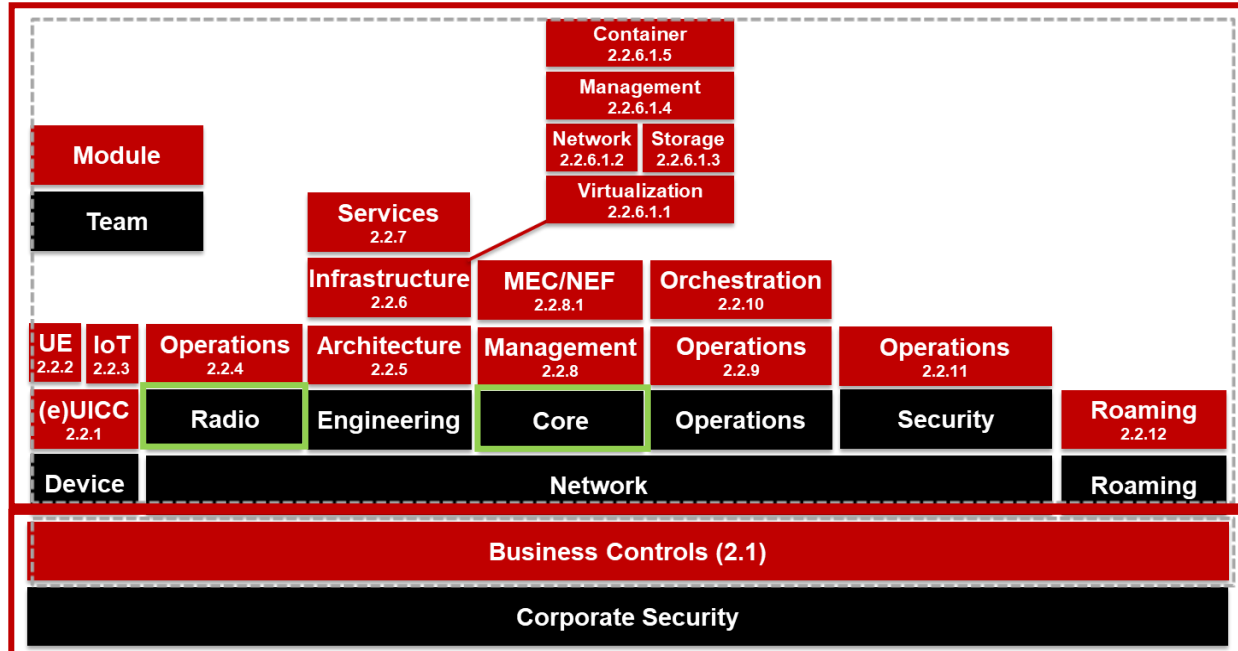 Container
2.2.6.1.5
Management
2.2.6.1.4
Network Storage
2.2.6.1.2 2.2.6.1.3
Virtualization
2.2.6.1.1
Module
Team
Services
2.2.7
Infrastructure MEC/NEF Orchestration
2.2.6 2.2.8.1 2.2.10
UE IoT Operations Architecture Management Operations Operations
2.2.2 2.2.3 2.2.4 2.2.5 2.2.8 2.2.9 2.2.11
(e)UICC Radio Engineering Core Operations Security Roaming
2.2.1 2.2.12
Device Network Roaming
Business Controls (2.1)
Corporate Security